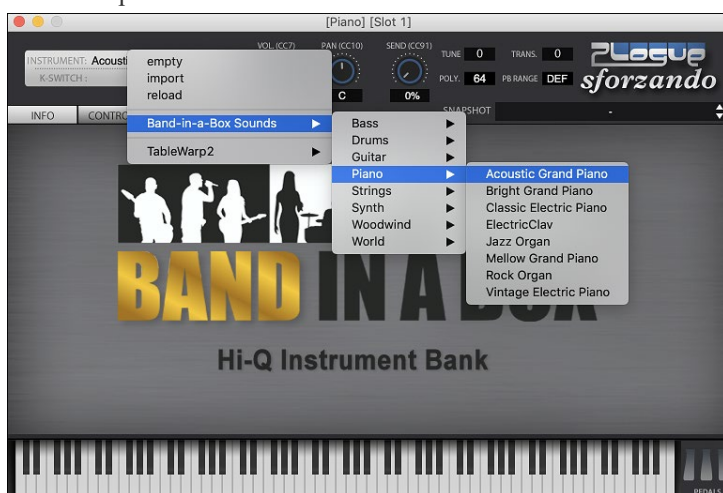 [Piano] [Slot 1]
INSTRUMENT: Acousti
K-SWITCH :
VOL. (CC7)
PAN (CC10)
C
SEND (CC91)
0%
TUNE 0 TRANS. 0
POLY. 64 PB RANGE DEF
Plogue
sforzando
INFO
CONTRO
SNAPSHOT
-
empty
import
reload
Band-in-a-Box Sounds
TableWarp2
Bass
Drums
Guitar
Piano
Strings
Synth
Woodwind
World
Acoustic Grand Piano
Bright Grand Piano
Classic Electric Piano
ElectricClav
Jazz Organ
Mellow Grand Piano
Rock Organ
Vintage Electric Piano
BAND IN A BOX
Hi-Q Instrument Bank
PEDALS